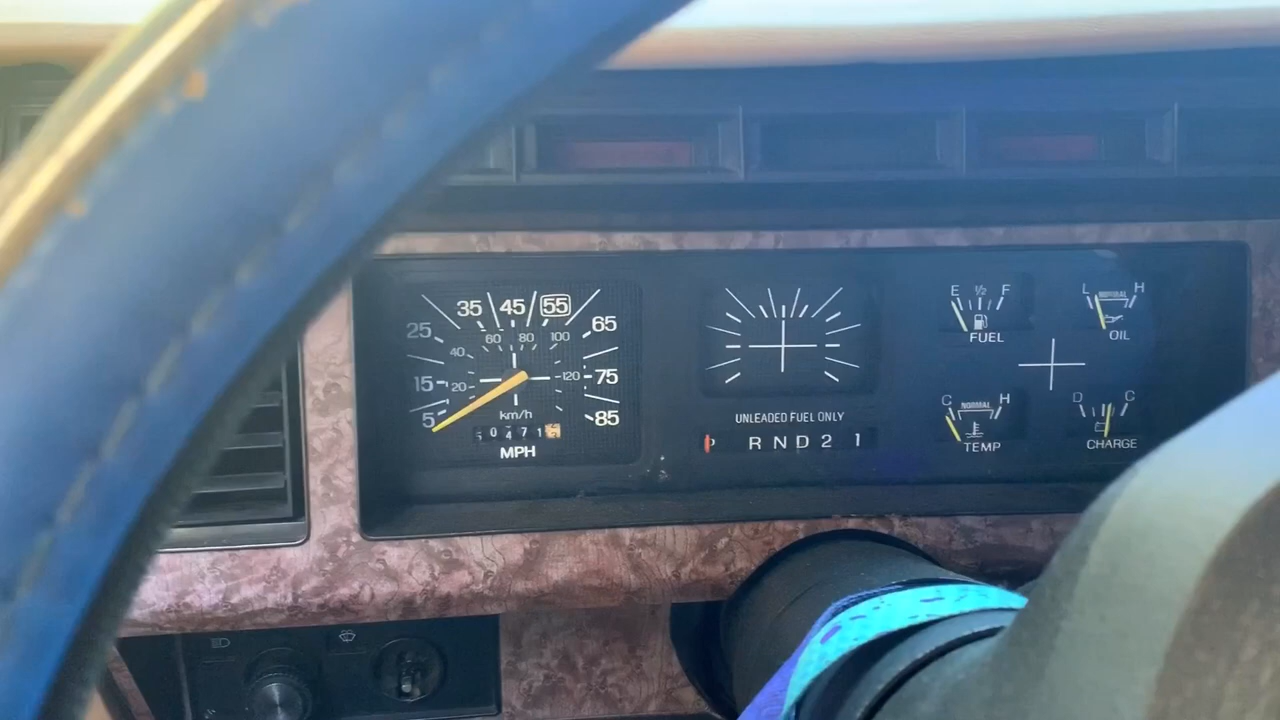 35 45 55
25 65
60 80 100
40
15 20 120 75
5 85
km/h
MPH
UNLEADED FUEL ONLY
P R N D 2 1
E ½ F
FUEL
L NORMAL H
OIL
C NORMAL H
TEMP
D C
CHARGE